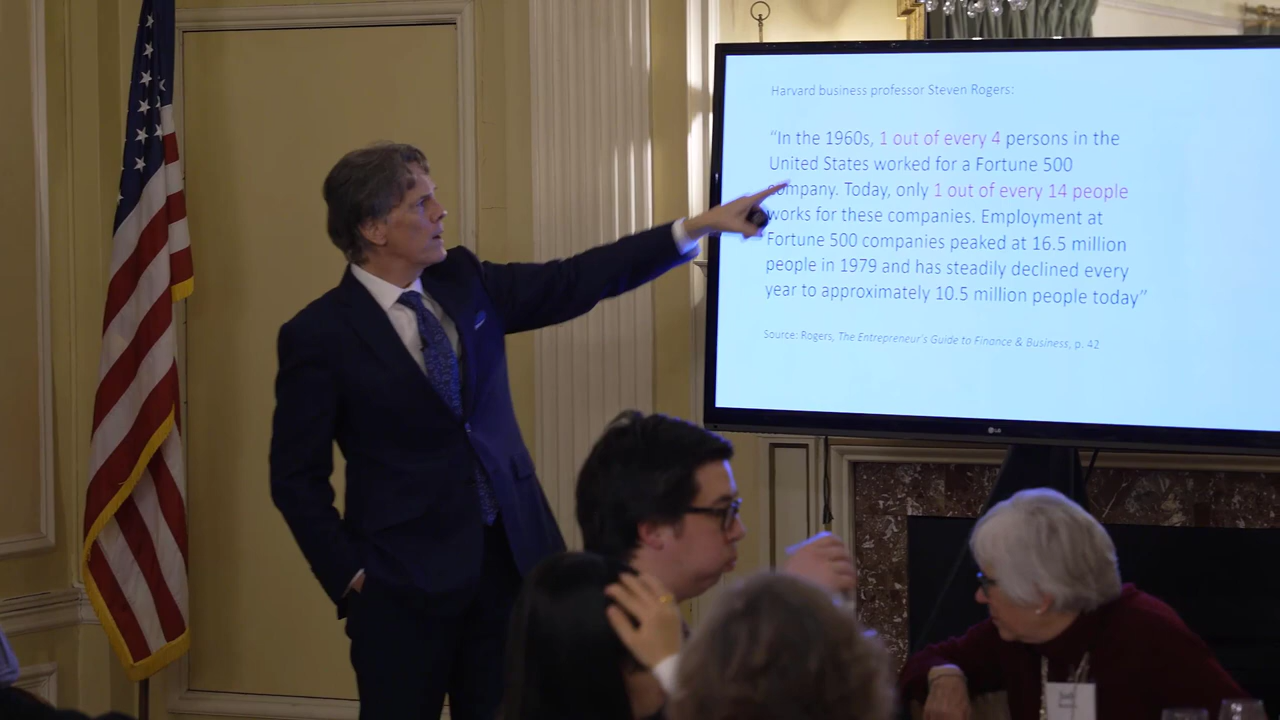 Harvard business professor Steven Rogers:
“In the 1960s, 1 out of every 4 persons in the
United States worked for a Fortune 500
company. Today, only 1 out of every 14 people
works for these companies. Employment at
Fortune 500 companies peaked at 16.5 million
people in 1979 and has steadily declined every
year to approximately 10.5 million people today”
Source: Rogers, The Entrepreneur's Guide to Finance & Business, p. 42
LG